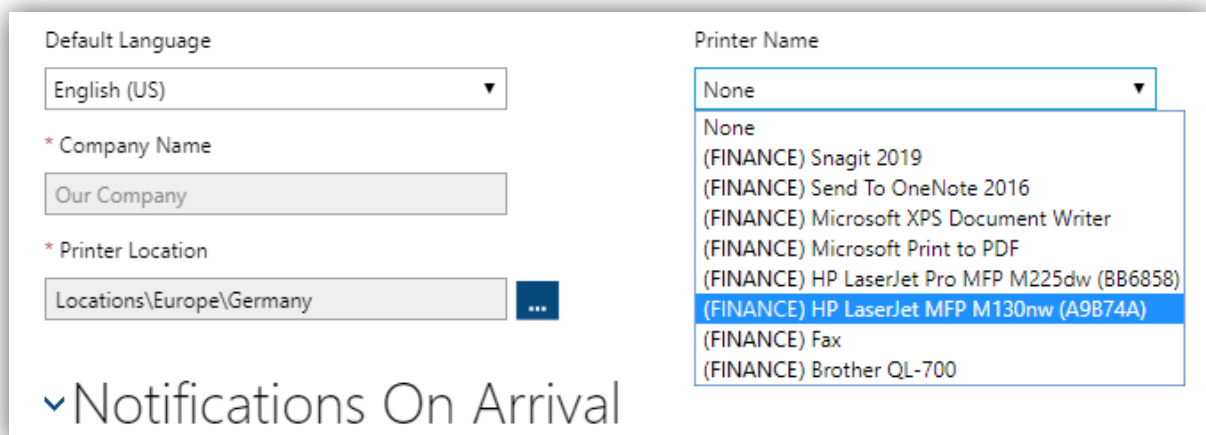 Default Language
English (US)
* Company Name
Our Company
* Printer Location
Locations\Europe\Germany
...
Printer Name
None
None
(FINANCE) Snagit 2019
(FINANCE) Send To OneNote 2016
(FINANCE) Microsoft XPS Document Writer
(FINANCE) Microsoft Print to PDF
(FINANCE) HP LaserJet Pro MFP M225dw (BB6858)
(FINANCE) HP LaserJet MFP M130nw (A9B74A)
(FINANCE) Fax
(FINANCE) Brother QL-700
Notifications On Arrival